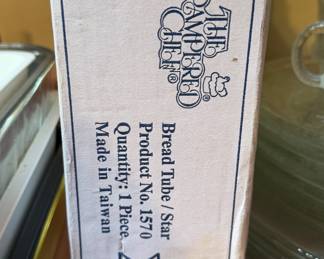 THE
PAMPERED
CHEF®
Bread Tube / Star
Product No. 1570
Quantity: 1 Piece
Made in Taiwan